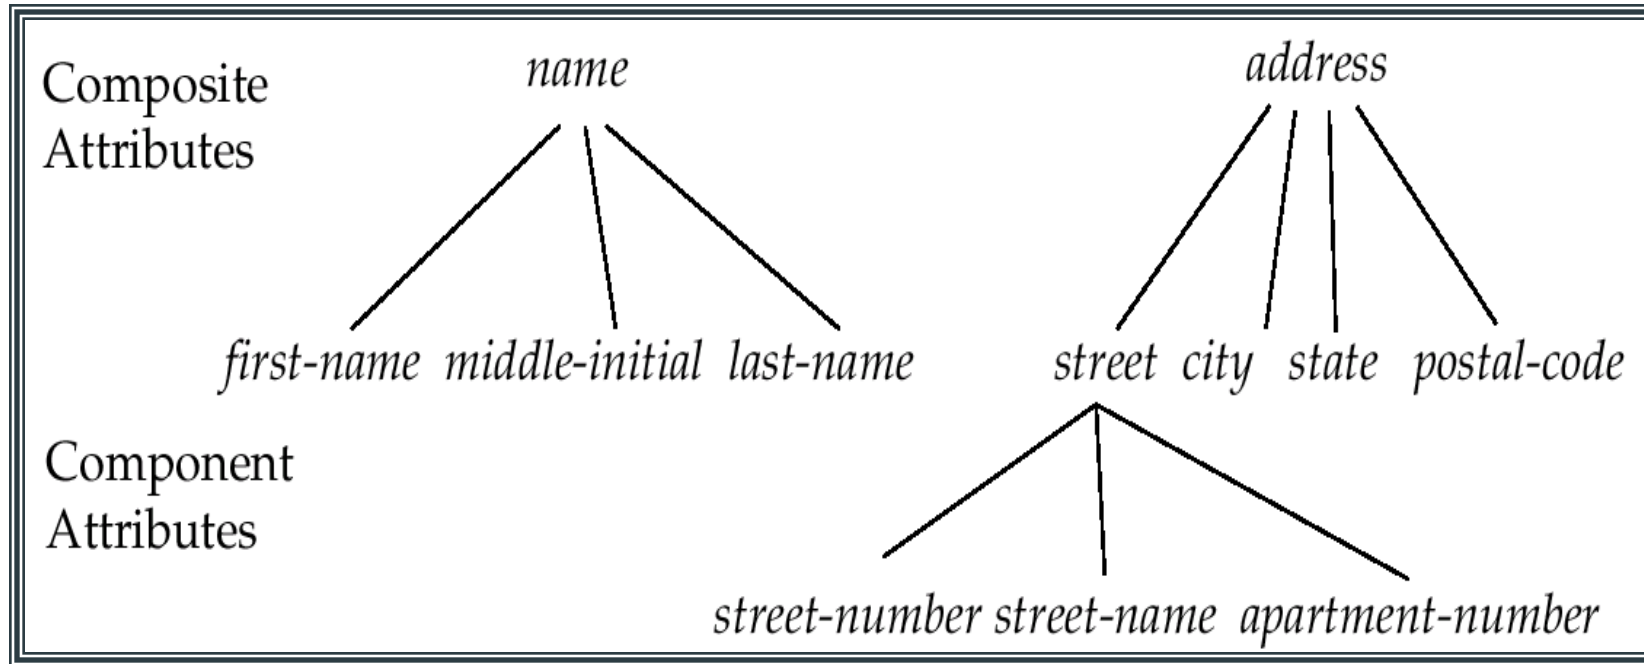 Composite
Attributes
name
address
first-name middle-initial last-name
street city state postal-code
Component
Attributes
street-number street-name apartment-number